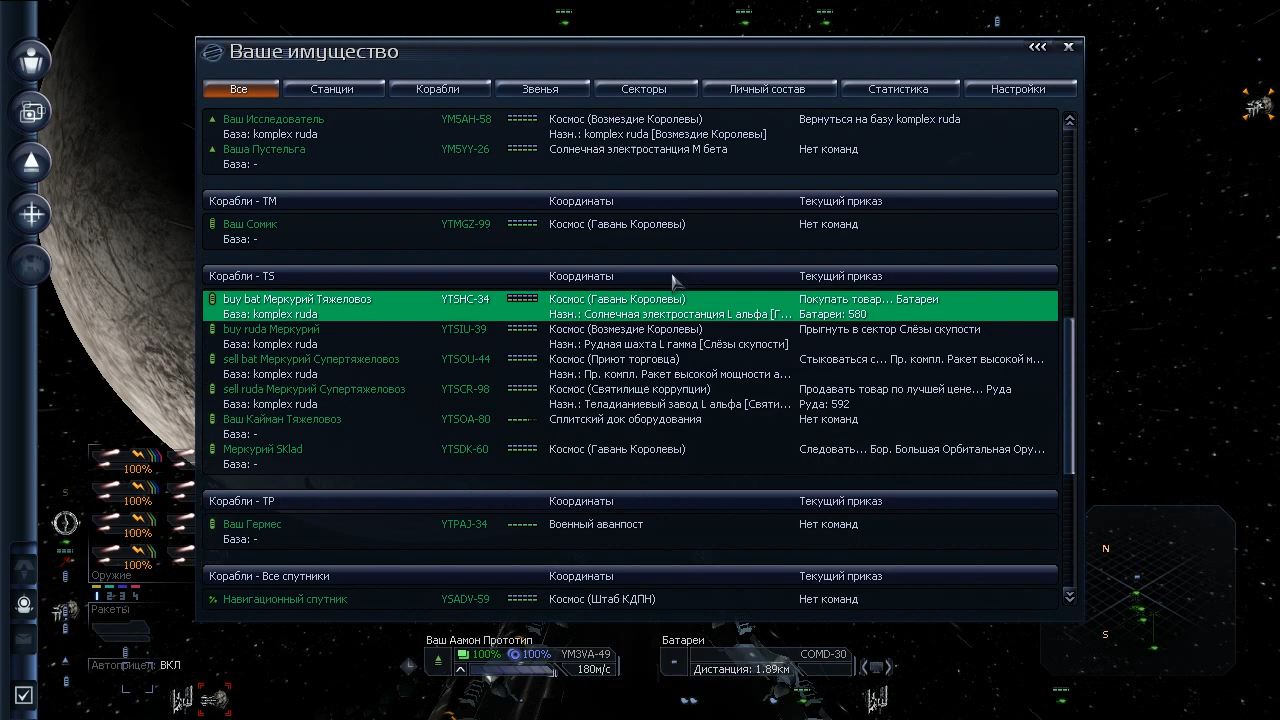 Ваше имущество
Все Станции Корабли Звенья Секторы Личный состав Статистика Настройки
Ваш Исследователь YM5AH-58 Космос (Возмездие Королевы) Вернуться на базу komplex ruda
База: komplex ruda Назн.: komplex ruda [Возмездие Королевы]
Ваша Пустельга YM5YY-26 Солнечная электростанция M бета Нет команд
База: -
Корабли - TM Координаты Текущий приказ
Ваш Сомик YTMGZ-99 Космос (Гавань Королевы) Нет команд
База: -
Корабли - TS Координаты Текущий приказ
buy bat Меркурий Тяжеловоз YTSHC-34 Космос (Гавань Королевы) Покупать товар... Батареи
База: komplex ruda Назн.: Солнечная электростанция L альфа [Г... Батареи: 580
buy ruda Меркурий YTSIU-39 Космос (Возмездие Королевы) Прыгнуть в сектор Слёзы скупости
База: komplex ruda Назн.: Рудная шахта L гамма [Слёзы скупости]
sell bat Меркурий Супертяжеловоз YTSOU-44 Космос (Приют торговца) Стыковаться с... Пр. компл. Ракет высокой м...
База: komplex ruda Назн.: Пр. компл. Ракет высокой мощности а...
sell ruda Меркурий Супертяжеловоз YTSCR-98 Космос (Святилище коррупции) Продавать товар по лучшей цене... Руда
База: komplex ruda Назн.: Теладианиевый завод L альфа [Святи... Руда: 592
Ваш Кайман Тяжеловоз YTSOA-80 Сплитский док оборудования Нет команд
База: -
Меркурий SKlad YTSDK-60 Космос (Гавань Королевы) Следовать... Бор. Большая Орбитальная Ору...
База: -
Корабли - TP Координаты Текущий приказ
Ваш Гермес YTPAJ-34 Военный аванпост Нет команд
База: -
Корабли - Все спутники Координаты Текущий приказ
Навигационный спутник YSADV-59 Космос (Штаб КДПН) Нет команд
S
100%
100%
100%
100%
Оружие
1 2 3 4
Ракеты
Автоприцел: ВКЛ
Ваш Аамон Прототип
100% 100% YM3VA-49
180м/с
Батареи
COMD-30
Дистанция: 1.89км
N
S